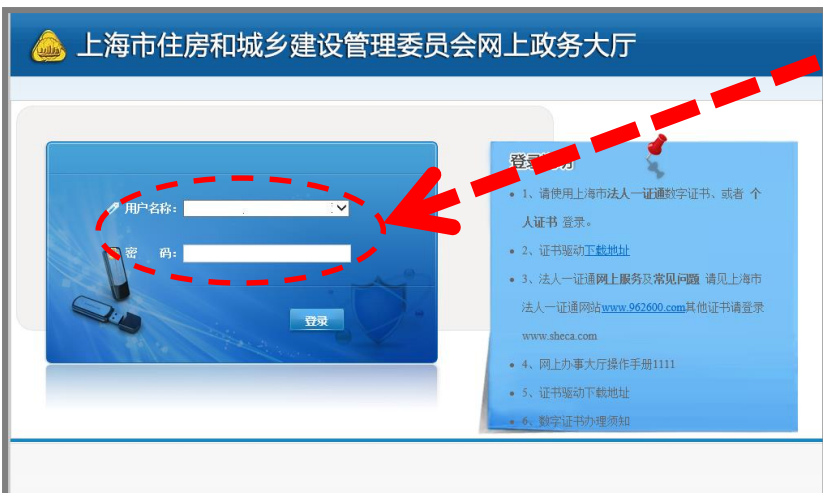 上海市住房和城乡建设管理委员会网上政务大厅
用户名称：
密 码：
登录
• 1、请使用上海市法人一证通数字证书、或者 个
人证书 登录。
• 2、证书驱动下载地址
• 3、法人一证通网上服务及常见问题 请见上海市
法人一证通网站www.962600.com其他证书请登录
www.sheca.com
• 4、网上办事大厅操作手册1111
• 5、证书驱动下载地址
• 6、数字证书办理须知